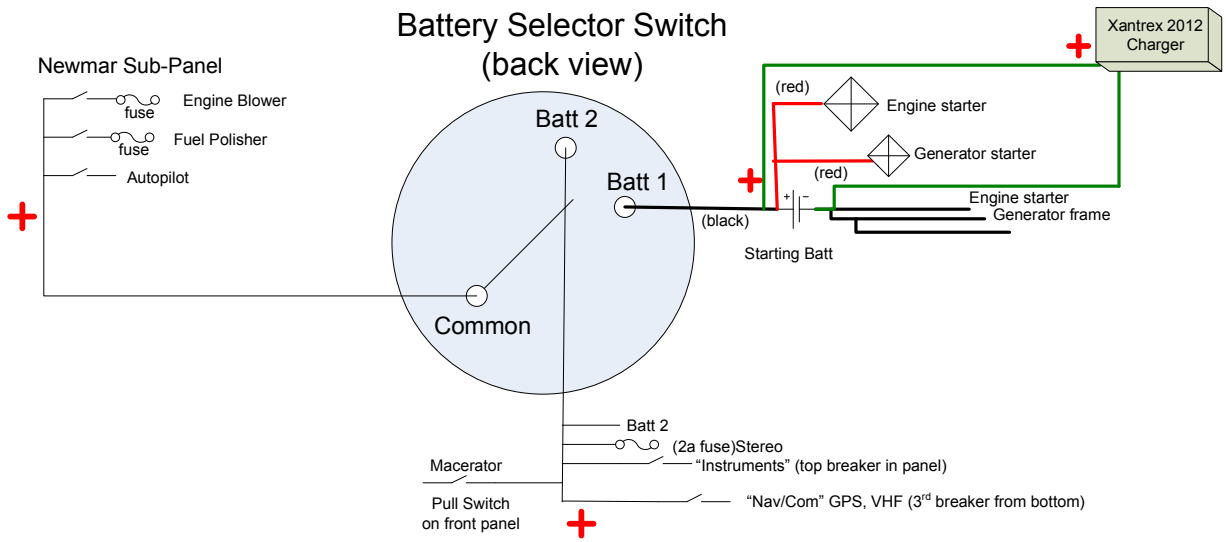 Battery Selector Switch
(back view)
Xantrex 2012
Charger
Newmar Sub-Panel
Engine Blower
fuse
Fuel Polisher
fuse
Autopilot
Batt 2
Batt 1
Common
(red)
Engine starter
Generator starter
(red)
(black)
+ −
Starting Batt
Engine starter
Generator frame
Batt 2
(2a fuse)Stereo
“Instruments” (top breaker in panel)
Macerator
Pull Switch
on front panel
“Nav/Com” GPS, VHF (3rd breaker from bottom)